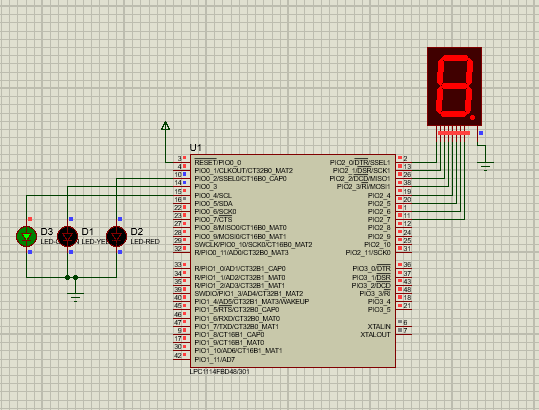 U1
3 RESET/PIO0_0 PIO2_0/DTR/SSEL1 2
4 PIO0_1/CLKOUT/CT32B0_MAT2 PIO2_1/DSR/SCK1 13
10 PIO0_2/SSEL0/CT16B0_CAP0 PIO2_2/DCD/MISO1 26
14 PIO0_3 PIO2_3/RI/MOSI1 38
15 PIO0_4/SCL PIO2_4 19
16 PIO0_5/SDA PIO2_5 20
22 PIO0_6/SCK0 PIO2_6 1
23 PIO0_7/CTS PIO2_7 11
27 PIO0_8/MISO0/CT16B0_MAT0 PIO2_8 12
28 PIO0_9/MOSI0/CT16B0_MAT1 PIO2_9 24
29 SWCLK/PIO0_10/SCK0/CT16B0_MAT2 PIO2_10 25
32 R/PIO0_11/AD0/CT32B0_MAT3 PIO2_11/SCK0 31
D3 D1 D2
LED-RED
33 R/PIO1_0/AD1/CT32B1_CAP0 PIO3_0/DTR 36
34 R/PIO1_1/AD2/CT32B1_MAT0 PIO3_1/DSR 37
35 R/PIO1_2/AD3/CT32B1_MAT1 PIO3_2/DCD 43
39 SWDIO/PIO1_3/AD4/CT32B1_MAT2 PIO3_3/RI 48
40 PIO1_4/AD5/CT32B1_MAT3/WAKEUP PIO3_4 18
45 PIO1_5/RTS/CT32B0_CAP0 PIO3_5 21
46 PIO1_6/RXD/CT32B0_MAT0
47 PIO1_7/TXD/CT32B0_MAT1 XTALIN 6
9 PIO1_8/CT16B1_CAP0 XTALOUT 7
17 PIO1_9/CT16B1_MAT0
30 PIO1_10/AD6/CT16B1_MAT1
42 PIO1_11/AD7
LPC1114FBD48/301